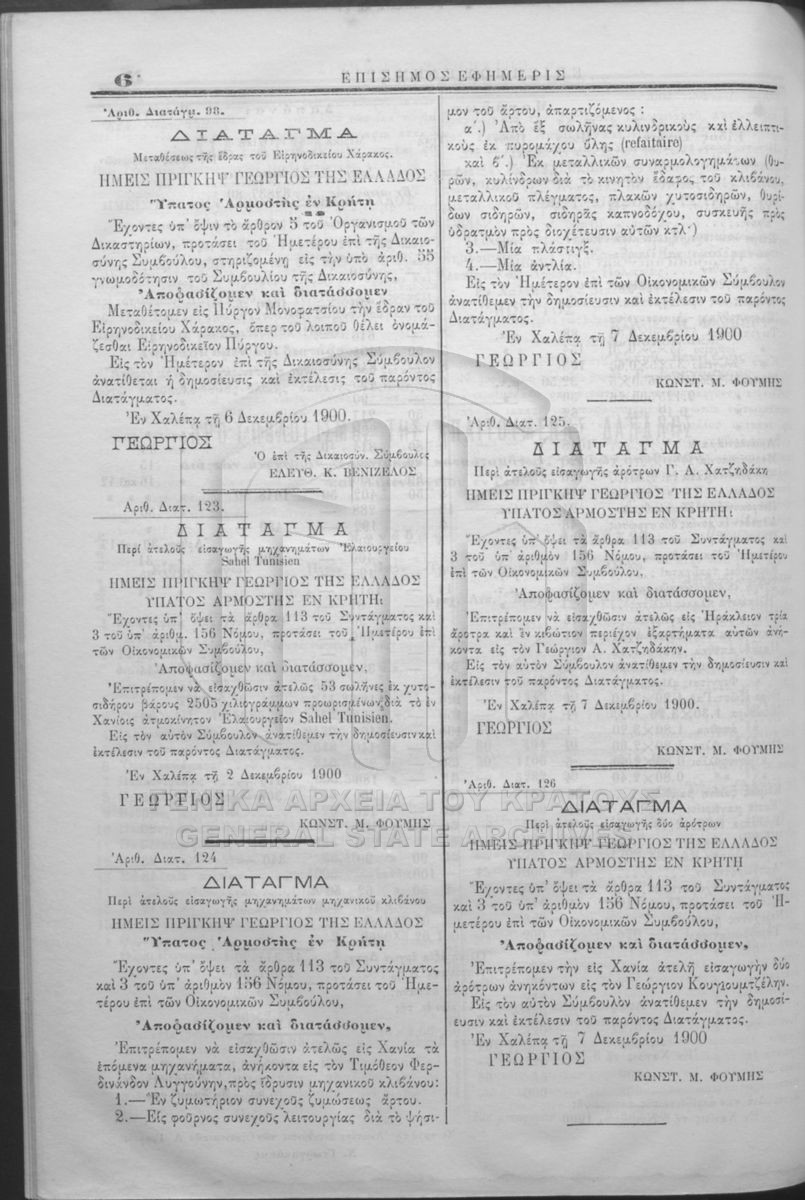 6
ΕΠΙΣΗΜΟΣ ΕΦΗΜΕΡΙΣ
Ἀριθ. Διατάγμ. 98.
ΔΙΑΤΑΓΜΑ
Μεταθέσεως τῆς ἕδρας τοῦ Εἰρηνοδικείου Χάρακος.
ΗΜΕΙΣ ΠΡΙΓΚΗΨ ΓΕΩΡΓΙΟΣ ΤΗΣ ΕΛΛΑΔΟΣ
Ὕπατος Ἁρμοστὴς ἐν Κρήτῃ
Ἔχοντες ὑπ' ὄψιν τὸ ἄρθρον 5 τοῦ Ὀργανισμοῦ τῶν
Δικαστηρίων, προτάσει τοῦ Ἡμετέρου ἐπὶ τῆς Δικαιο-
σύνης Συμβούλου, στηριζομένῃ εἰς τὴν ὑπὸ ἀριθ. 55
γνωμοδότησιν τοῦ Συμβουλίου τῆς Δικαιοσύνης,
Ἀποφασίζομεν καὶ διατάσσομεν
Μεταθέτομεν εἰς Πύργον Μονοφατσίου τὴν ἕδραν τοῦ
Εἰρηνοδικείου Χάρακος, ὅπερ τοῦ λοιποῦ θέλει ὀνομά-
ζεσθαι Εἰρηνοδικεῖον Πύργου.
Εἰς τὸν Ἡμέτερον ἐπὶ τῆς Δικαιοσύνης Σύμβουλον
ἀνατίθεται ἡ δημοσίευσις καὶ ἐκτέλεσις τοῦ παρόντος
Διατάγματος.
Ἐν Χαλέπᾳ τῇ 6 Δεκεμβρίου 1900.
ΓΕΩΡΓΙΟΣ
Ὁ ἐπὶ τῆς Δικαιοσύν. Σύμβουλος
ΕΛΕΥΘ. Κ. ΒΕΝΙΖΕΛΟΣ
Ἀριθ. Διατ. 123.
ΔΙΑΤΑΓΜΑ
Περὶ ἀτελοῦς εἰσαγωγῆς μηχανημάτων Ἐλαιουργείου
Sahel Tunisien
ΗΜΕΙΣ ΠΡΙΓΚΗΨ ΓΕΩΡΓΙΟΣ ΤΗΣ ΕΛΛΑΔΟΣ
ΥΠΑΤΟΣ ΑΡΜΟΣΤΗΣ ΕΝ ΚΡΗΤΗι
Ἔχοντες ὑπ' ὄψει τὰ ἄρθρα 113 τοῦ Συντάγματος καὶ
3 τοῦ ὑπ' ἀριθμ. 156 Νόμου, προτάσει τοῦ Ἡμετέρου ἐπὶ
τῶν Οἰκονομικῶν Συμβούλου,
Ἀποφασίζομεν καὶ διατάσσομεν,
Ἐπιτρέπομεν νὰ εἰσαχθῶσιν ἀτελῶς 53 σωλῆνες ἐκ χυτο-
σιδήρου βάρους 2505 χιλιογράμμων προωρισμένων διὰ τὸ ἐν
Χανίοις ἀτμοκίνητον Ἐλαιουργεῖον Sahel Tunisien.
Εἰς τὸν αὐτὸν Σύμβουλον ἀνατίθεμεν τὴν δημοσίευσιν καὶ
ἐκτέλεσιν τοῦ παρόντος Διατάγματος.
Ἐν Χαλέπᾳ τῇ 2 Δεκεμβρίου 1900
ΓΕΩΡΓΙΟΣ
ΚΩΝΣΤ. Μ. ΦΟΥΜΗΣ
Ἀριθ. Διατ. 124
ΔΙΑΤΑΓΜΑ
Περὶ ἀτελοῦς εἰσαγωγῆς μηχανημάτων μηχανικοῦ κλιβάνου
ΗΜΕΙΣ ΠΡΙΓΚΗΨ ΓΕΩΡΓΙΟΣ ΤΗΣ ΕΛΛΑΔΟΣ
Ὕπατος Ἁρμοστὴς ἐν Κρήτῃ
Ἔχοντες ὑπ' ὄψει τὰ ἄρθρα 113 τοῦ Συντάγματος
καὶ 3 τοῦ ὑπ' ἀριθμὸν 156 Νόμου, προτάσει τοῦ Ἡμε-
τέρου ἐπὶ τῶν Οἰκονομικῶν Συμβούλου,
Ἀποφασίζομεν καὶ διατάσσομεν,
Ἐπιτρέπομεν νὰ εἰσαχθῶσιν ἀτελῶς εἰς Χανία τὰ
ἑπόμενα μηχανήματα, ἀνήκοντα εἰς τὸν Τιμόθεον Φερ-
δινάνδον Λυγγούνην, πρὸς ἵδρυσιν μηχανικοῦ κλιβάνου:
1.—Ἓν ζυμωτήριον συνεχοῦς ζυμώσεως ἄρτου.
2.—Εἷς φοῦρνος συνεχοῦς λειτουργίας διὰ τὸ ψήσι-
μον τοῦ ἄρτου, ἀπαρτιζόμενος :
α΄.) Ἀπὸ ἓξ σωλῆνας κυλινδρικοὺς καὶ ἐλλειπτι-
κοὺς ἐκ πυρομάχου ὕλης (refaitaire)
καὶ β΄.) Ἐκ μεταλλικῶν συναρμολογημάτων (θυ-
ρῶν, κυλίνδρων διὰ τὸ κινητὸν ἔδαφος τοῦ κλιβάνου,
μεταλλικοῦ πλέγματος, πλακῶν χυτοσιδηρῶν, θυρί-
δων σιδηρῶν, σιδηρᾶς καπνοδόχου, συσκευῆς πρὸς
ὑδρατμὸν πρὸς διοχέτευσιν αὐτῶν κτλ.)
3.—Μία πλάστιγξ.
4.—Μία ἀντλία.
Εἰς τὸν Ἡμέτερον ἐπὶ τῶν Οἰκονομικῶν Σύμβουλον
ἀνατίθεμεν τὴν δημοσίευσιν καὶ ἐκτέλεσιν τοῦ παρόντος
Διατάγματος.
Ἐν Χαλέπᾳ τῇ 7 Δεκεμβρίου 1900
ΓΕΩΡΓΙΟΣ
ΚΩΝΣΤ. Μ. ΦΟΥΜΗΣ
Ἀριθ. Διατ. 125.
ΔΙΑΤΑΓΜΑ
Περὶ ἀτελοῦς εἰσαγωγῆς ἀρότρων Γ. Α. Χατζηδάκη
ΗΜΕΙΣ ΠΡΙΓΚΗΨ ΓΕΩΡΓΙΟΣ ΤΗΣ ΕΛΛΑΔΟΣ
ΥΠΑΤΟΣ ΑΡΜΟΣΤΗΣ ΕΝ ΚΡΗΤΗι
Ἔχοντες ὑπ' ὄψει τὰ ἄρθρα 113 τοῦ Συντάγματος καὶ
3 τοῦ ὑπ' ἀριθμὸν 156 Νόμου, προτάσει τοῦ Ἡμετέρου
ἐπὶ τῶν Οἰκονομικῶν Συμβούλου,
Ἀποφασίζομεν καὶ διατάσσομεν,
Ἐπιτρέπομεν νὰ εἰσαχθῶσιν ἀτελῶς εἰς Ἡράκλειον τρία
ἄροτρα καὶ ἓν κιβώτιον περιέχον ἐξαρτήματα αὐτῶν ἀνή-
κοντα εἰς τὸν Γεώργιον Α. Χατζηδάκην.
Εἰς τὸν αὐτὸν Σύμβουλον ἀνατίθεμεν τὴν δημοσίευσιν καὶ
ἐκτέλεσιν τοῦ παρόντος Διατάγματος.
Ἐν Χαλέπᾳ τῇ 7 Δεκεμβρίου 1900.
ΓΕΩΡΓΙΟΣ
ΚΩΝΣΤ. Μ. ΦΟΥΜΗΣ
Ἀριθ. Διατ. 126
ΔΙΑΤΑΓΜΑ
Περὶ ἀτελοῦς εἰσαγωγῆς δύο ἀρότρων
ΗΜΕΙΣ ΠΡΙΓΚΗΨ ΓΕΩΡΓΙΟΣ ΤΗΣ ΕΛΛΑΔΟΣ
ΥΠΑΤΟΣ ΑΡΜΟΣΤΗΣ ΕΝ ΚΡΗΤΗ
Ἔχοντες ὑπ' ὄψει τὰ ἄρθρα 113 τοῦ Συντάγματος
καὶ 3 τοῦ ὑπ' ἀριθμὸν 156 Νόμου, προτάσει τοῦ Ἡ-
μετέρου ἐπὶ τῶν Οἰκονομικῶν Συμβούλου,
Ἀποφασίζομεν καὶ διατάσσομεν,
Ἐπιτρέπομεν τὴν εἰς Χανία ἀτελῆ εἰσαγωγὴν δύο
ἀρότρων ἀνηκόντων εἰς τὸν Γεώργιον Κουγιουμτζέλην.
Εἰς τὸν αὐτὸν Σύμβουλὸν ἀνατίθεμεν τὴν δημοσί-
ευσιν καὶ ἐκτέλεσιν τοῦ παρόντος Διατάγματος.
Ἐν Χαλέπᾳ τῇ 7 Δεκεμβρίου 1900
ΓΕΩΡΓΙΟΣ
ΚΩΝΣΤ. Μ. ΦΟΥΜΗΣ
ΓΕΝΙΚΑ ΑΡΧΕΙΑ ΤΟΥ ΚΡΑΤΟΥΣ
GENERAL STATE ARCHIVES